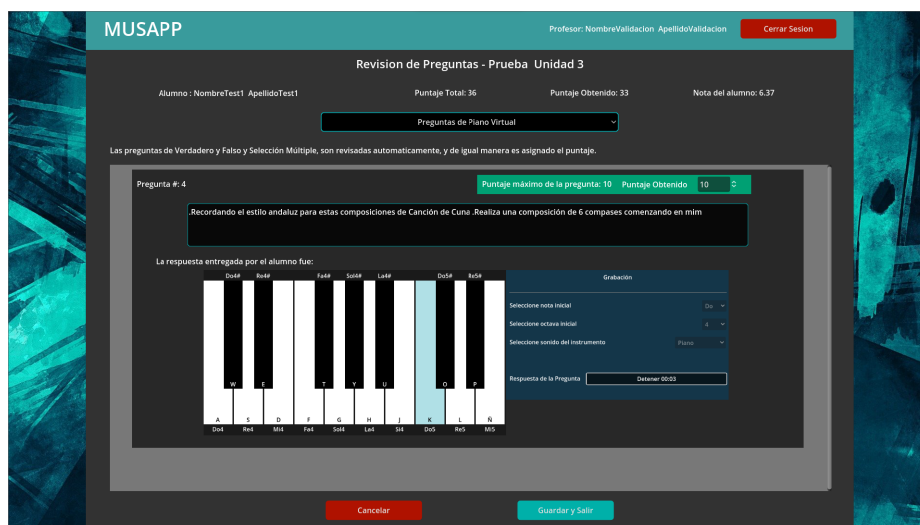 MUSAPP
Profesor: NombreValidacion ApellidoValidacion
Cerrar Sesion
Revision de Preguntas - Prueba Unidad 3
Alumno : NombreTest1 ApellidoTest1
Puntaje Total: 36
Puntaje Obtenido: 33
Nota del alumno: 6.37
Preguntas de Piano Virtual
Las preguntas de Verdadero y Falso y Selección Múltiple, son revisadas automaticamente, y de igual manera es asignado el puntaje.
Pregunta #: 4
Puntaje máximo de la pregunta: 10 Puntaje Obtenido 10
.Recordando el estilo andaluz para estas composiciones de Canción de Cuna .Realiza una composición de 6 compases comenzando en mim
La respuesta entregada por el alumno fue:
Do4# Re4# Fa4# Sol4# La4# Do5# Re5#
Grabación
Seleccione nota inicial Do
Seleccione octava inicial 4
Seleccione sonido del instrumento Piano
Respuesta de la Pregunta Detener 00:03
W E T Y U O P
A S D F G H J K L Ñ
Do4 Re4 Mi4 Fa4 Sol4 La4 Si4 Do5 Re5 Mi5
Cancelar
Guardar y Salir